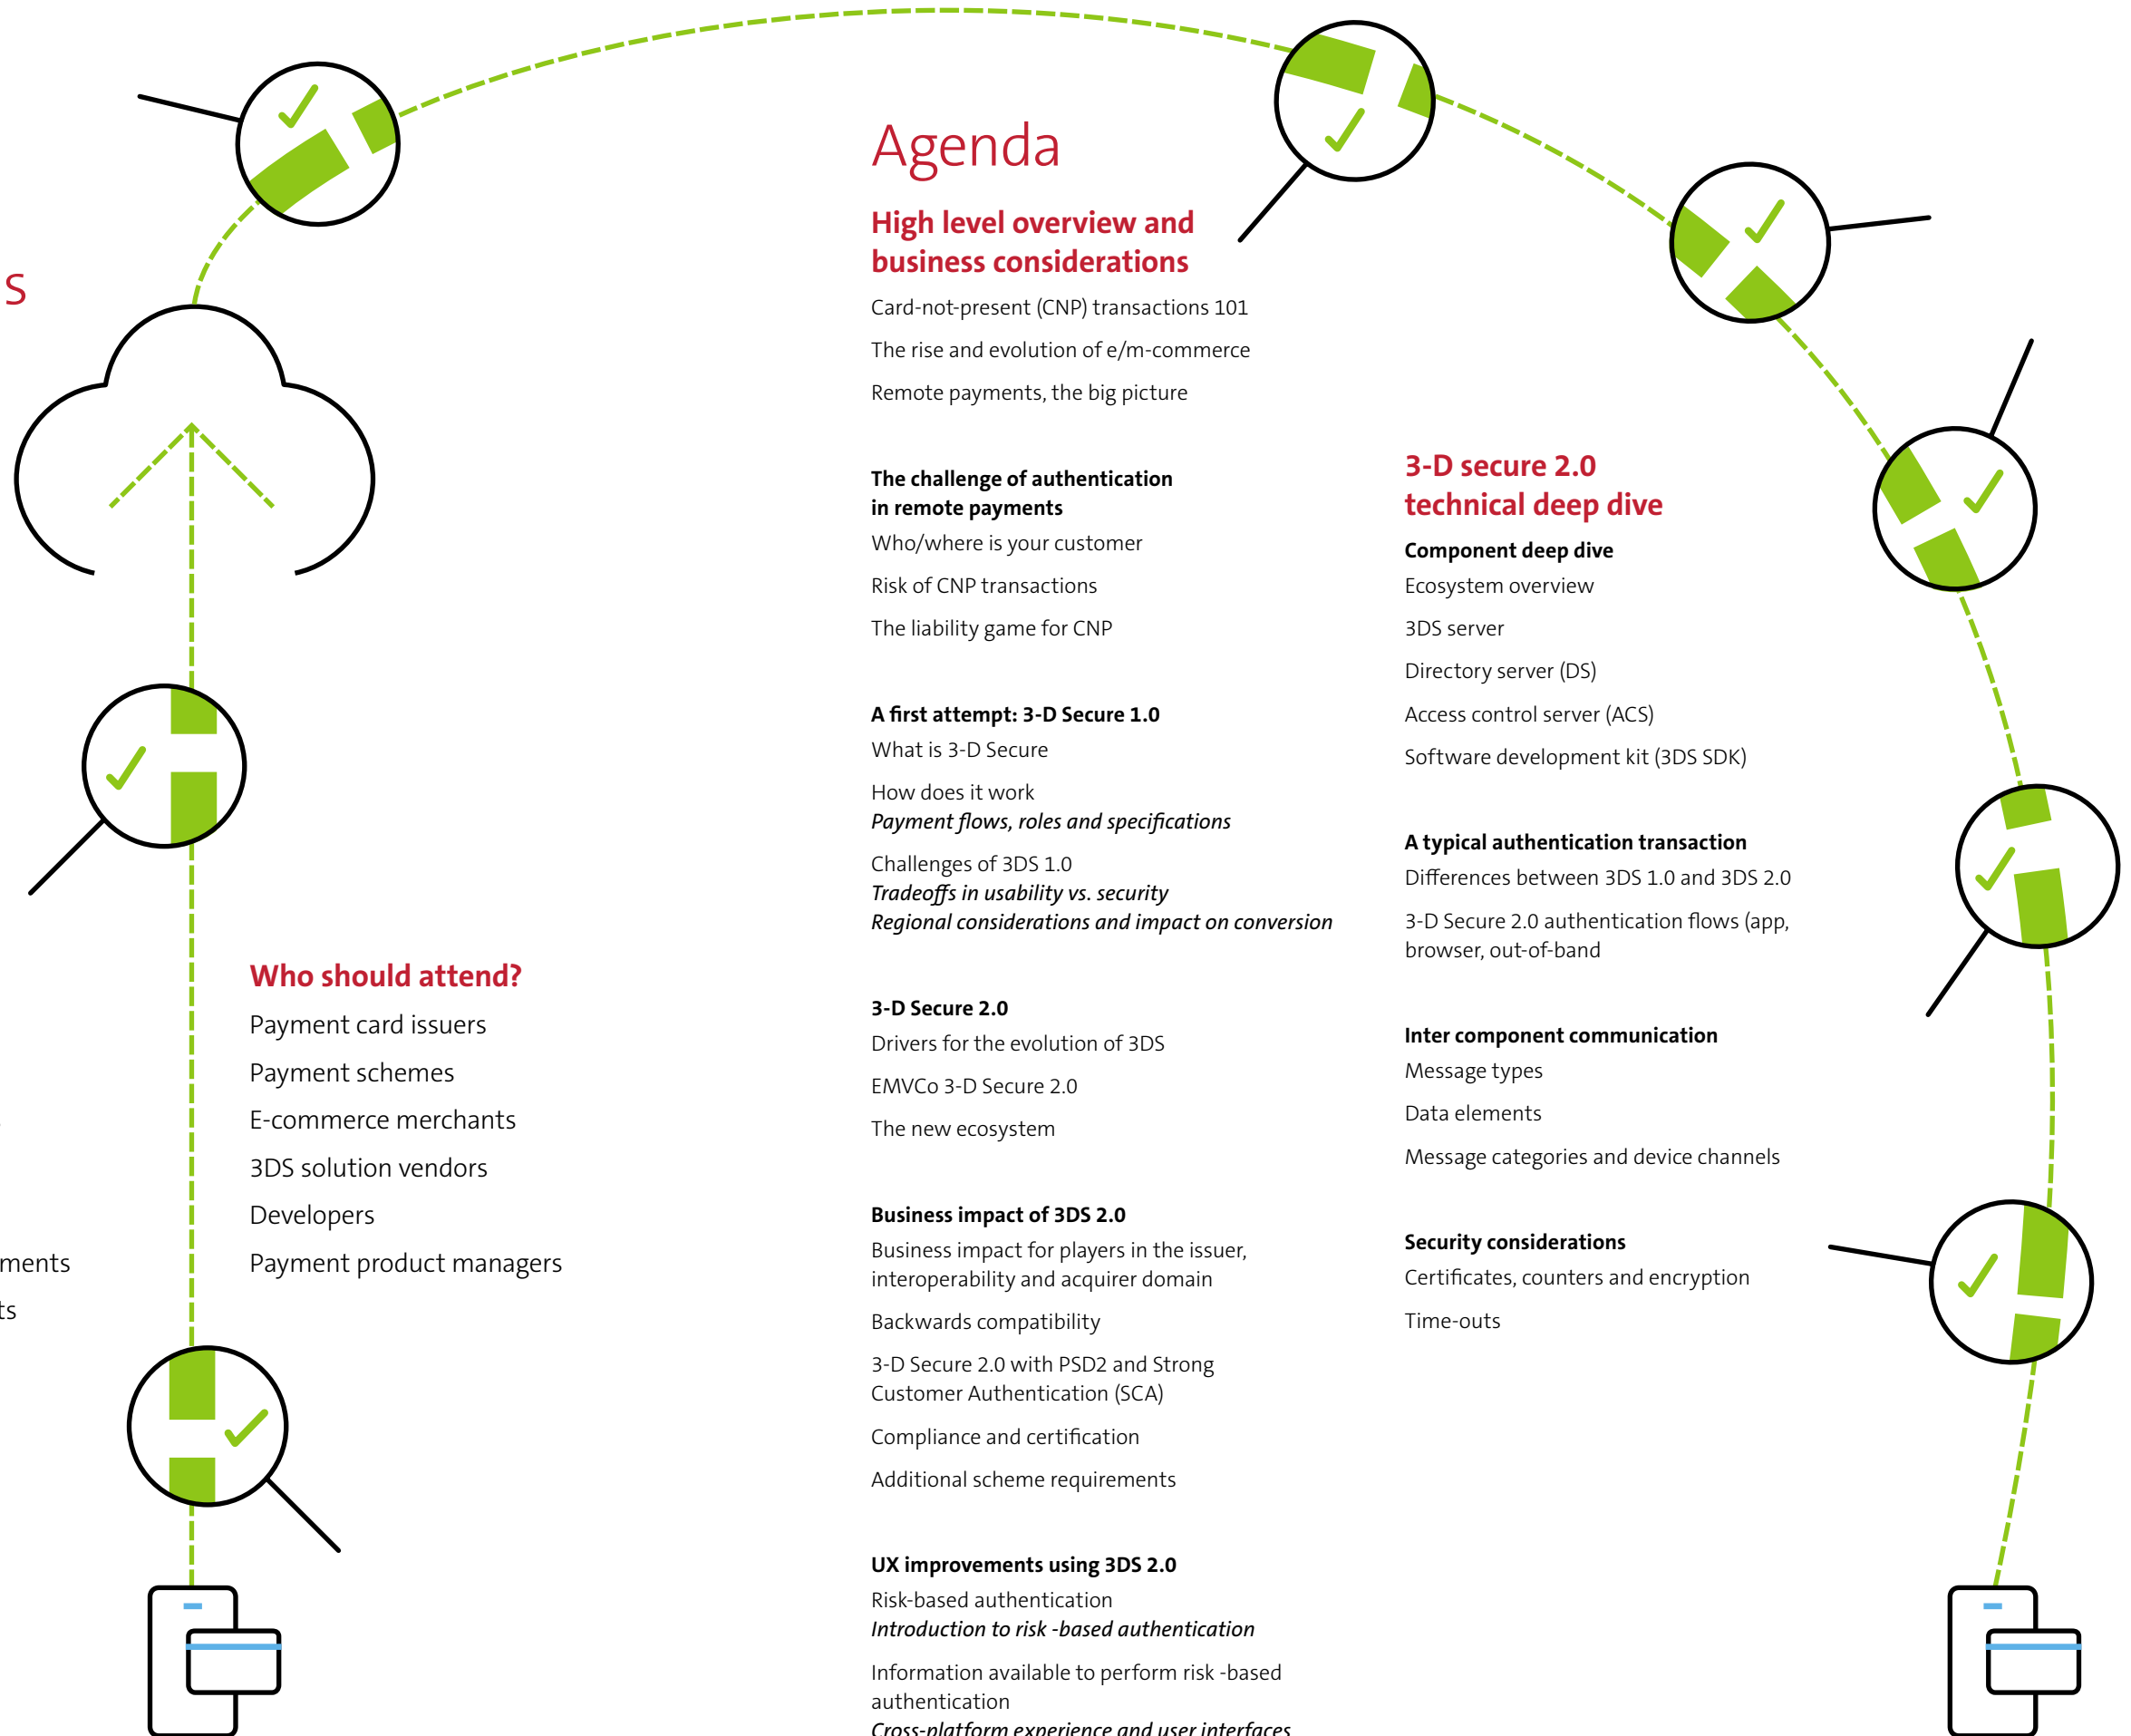 s
ments
ts
Who should attend?
Payment card issuers
Payment schemes
E-commerce merchants
3DS solution vendors
Developers
Payment product managers
Agenda
High level overview and
business considerations
Card-not-present (CNP) transactions 101
The rise and evolution of e/m-commerce
Remote payments, the big picture
The challenge of authentication
in remote payments
Who/where is your customer
Risk of CNP transactions
The liability game for CNP
A first attempt: 3-D Secure 1.0
What is 3-D Secure
How does it work
Payment flows, roles and specifications
Challenges of 3DS 1.0
Tradeoffs in usability vs. security
Regional considerations and impact on conversion
3-D Secure 2.0
Drivers for the evolution of 3DS
EMVCo 3-D Secure 2.0
The new ecosystem
Business impact of 3DS 2.0
Business impact for players in the issuer,
interoperability and acquirer domain
Backwards compatibility
3-D Secure 2.0 with PSD2 and Strong
Customer Authentication (SCA)
Compliance and certification
Additional scheme requirements
UX improvements using 3DS 2.0
Risk-based authentication
Introduction to risk -based authentication
Information available to perform risk -based
authentication
Cross-platform experience and user interfaces
3-D secure 2.0
technical deep dive
Component deep dive
Ecosystem overview
3DS server
Directory server (DS)
Access control server (ACS)
Software development kit (3DS SDK)
A typical authentication transaction
Differences between 3DS 1.0 and 3DS 2.0
3-D Secure 2.0 authentication flows (app,
browser, out-of-band
Inter component communication
Message types
Data elements
Message categories and device channels
Security considerations
Certificates, counters and encryption
Time-outs